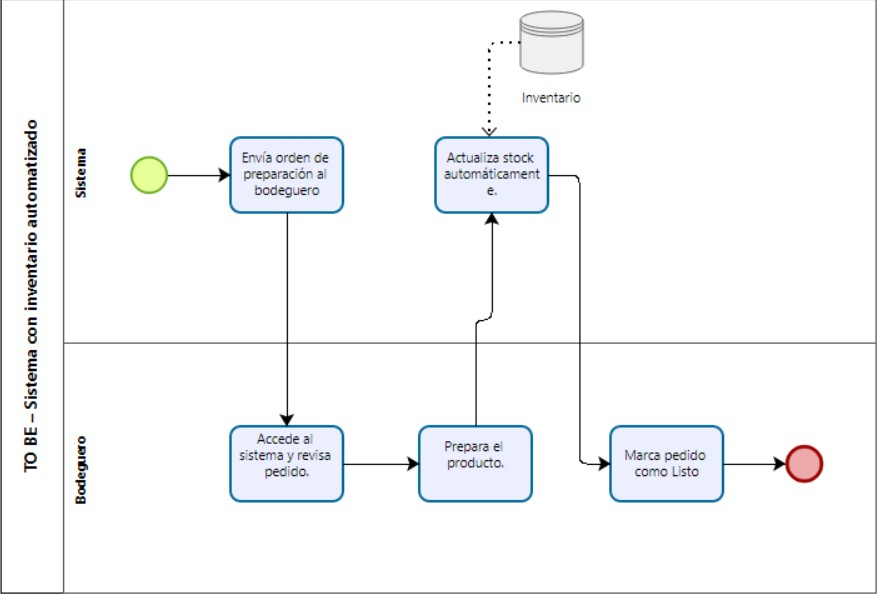 TO BE – Sistema con inventario automatizado
Sistema
Inventario
Envía orden de
preparación al
bodeguero
Actualiza stock
automáticament
e.
Bodeguero
Accede al
sistema y revisa
pedido.
Prepara el
producto.
Marca pedido
como Listo